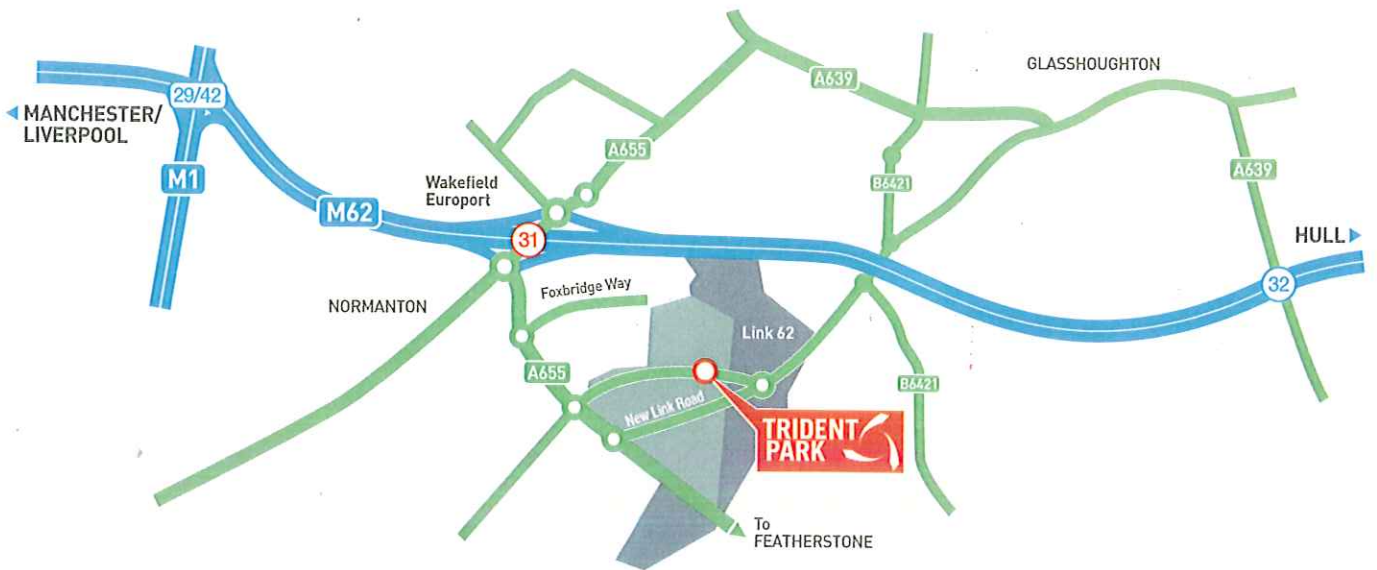 GLASSHOUGHTON
A639
29/42
MANCHESTER/
LIVERPOOL
A655
M1
Wakefield
Europort
B6421
A639
M62
31
HULL
32
Foxbridge Way
NORMANTON
Link 62
A655
B6421
New Link Road
TRIDENT
PARK
To
FEATHERSTONE